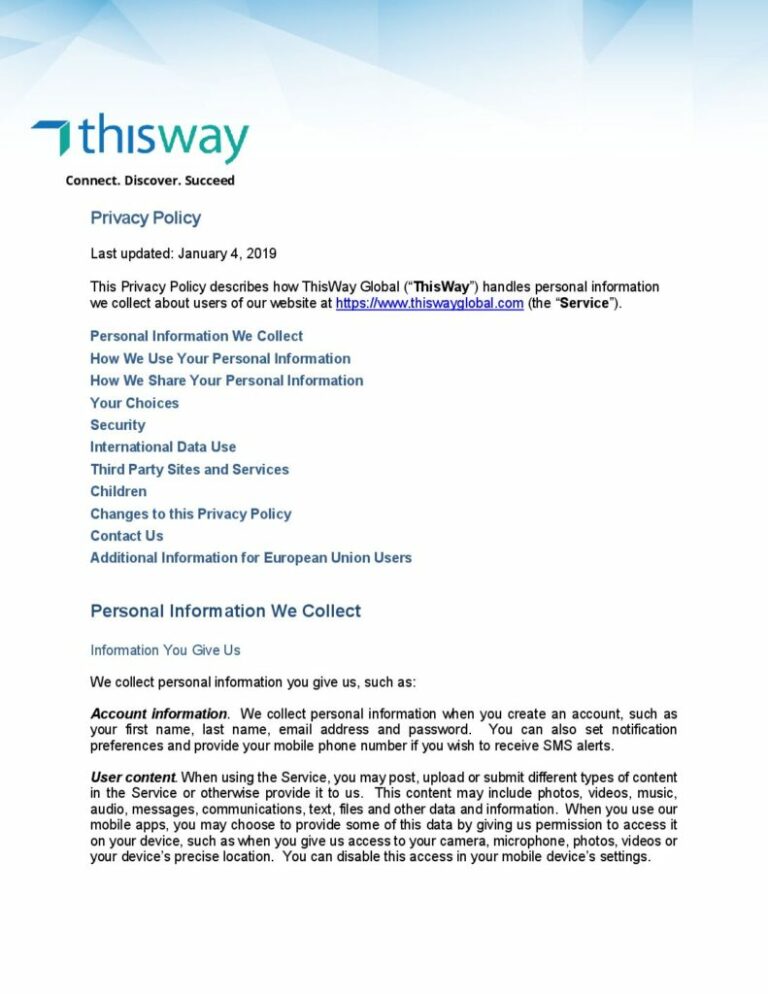 thisway
Connect. Discover. Succeed
Privacy Policy
Last updated: January 4, 2019
This Privacy Policy describes how ThisWay Global (“ThisWay”) handles personal information
we collect about users of our website at https://www.thiswayglobal.com (the “Service”).
Personal Information We Collect
How We Use Your Personal Information
How We Share Your Personal Information
Your Choices
Security
International Data Use
Third Party Sites and Services
Children
Changes to this Privacy Policy
Contact Us
Additional Information for European Union Users
Personal Information We Collect
Information You Give Us
We collect personal information you give us, such as:
Account information. We collect personal information when you create an account, such as
your first name, last name, email address and password. You can also set notification
preferences and provide your mobile phone number if you wish to receive SMS alerts.
User content. When using the Service, you may post, upload or submit different types of content
in the Service or otherwise provide it to us. This content may include photos, videos, music,
audio, messages, communications, text, files and other data and information. When you use our
mobile apps, you may choose to provide some of this data by giving us permission to access it
on your device, such as when you give us access to your camera, microphone, photos, videos or
your device’s precise location. You can disable this access in your mobile device’s settings.